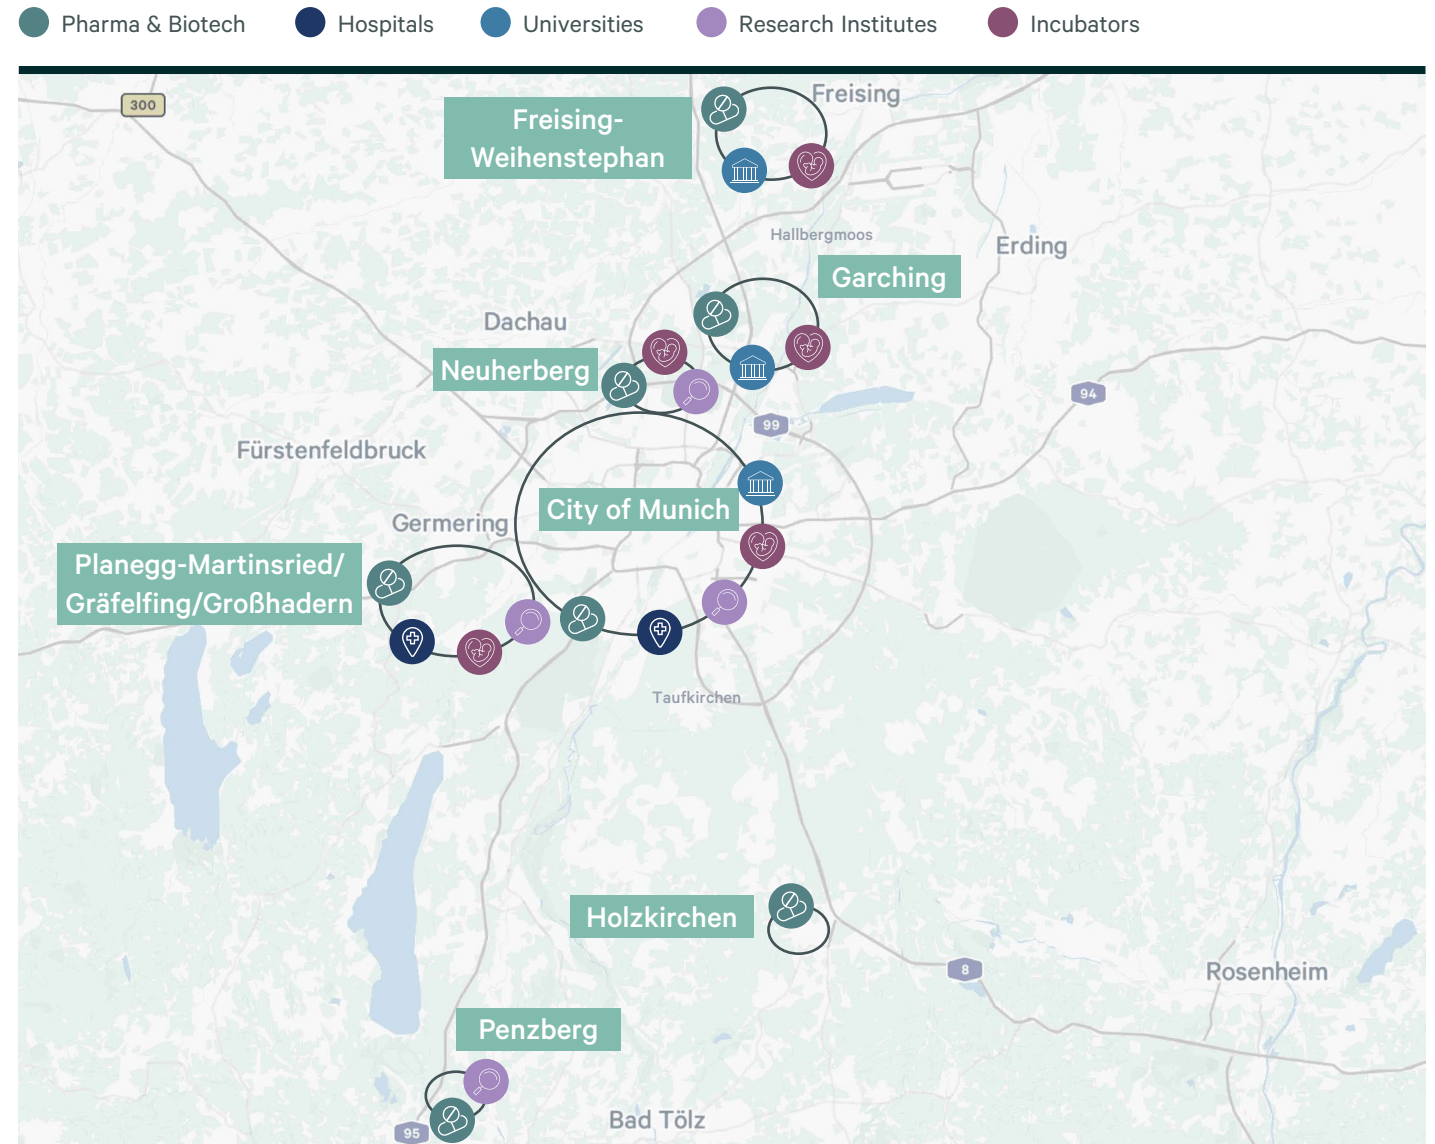 Pharma & Biotech
Hospitals
Universities
Research Institutes
Incubators
300
Freising-
Weihenstephan
Freising
Hallbergmoos
Erding
Garching
Dachau
Neuherberg
94
99
Fürstenfeldbruck
City of Munich
Germering
Planegg-Martinsried/
Gräfelfing/Großhadern
Taufkirchen
Holzkirchen
8
Rosenheim
Penzberg
Bad Tölz
95